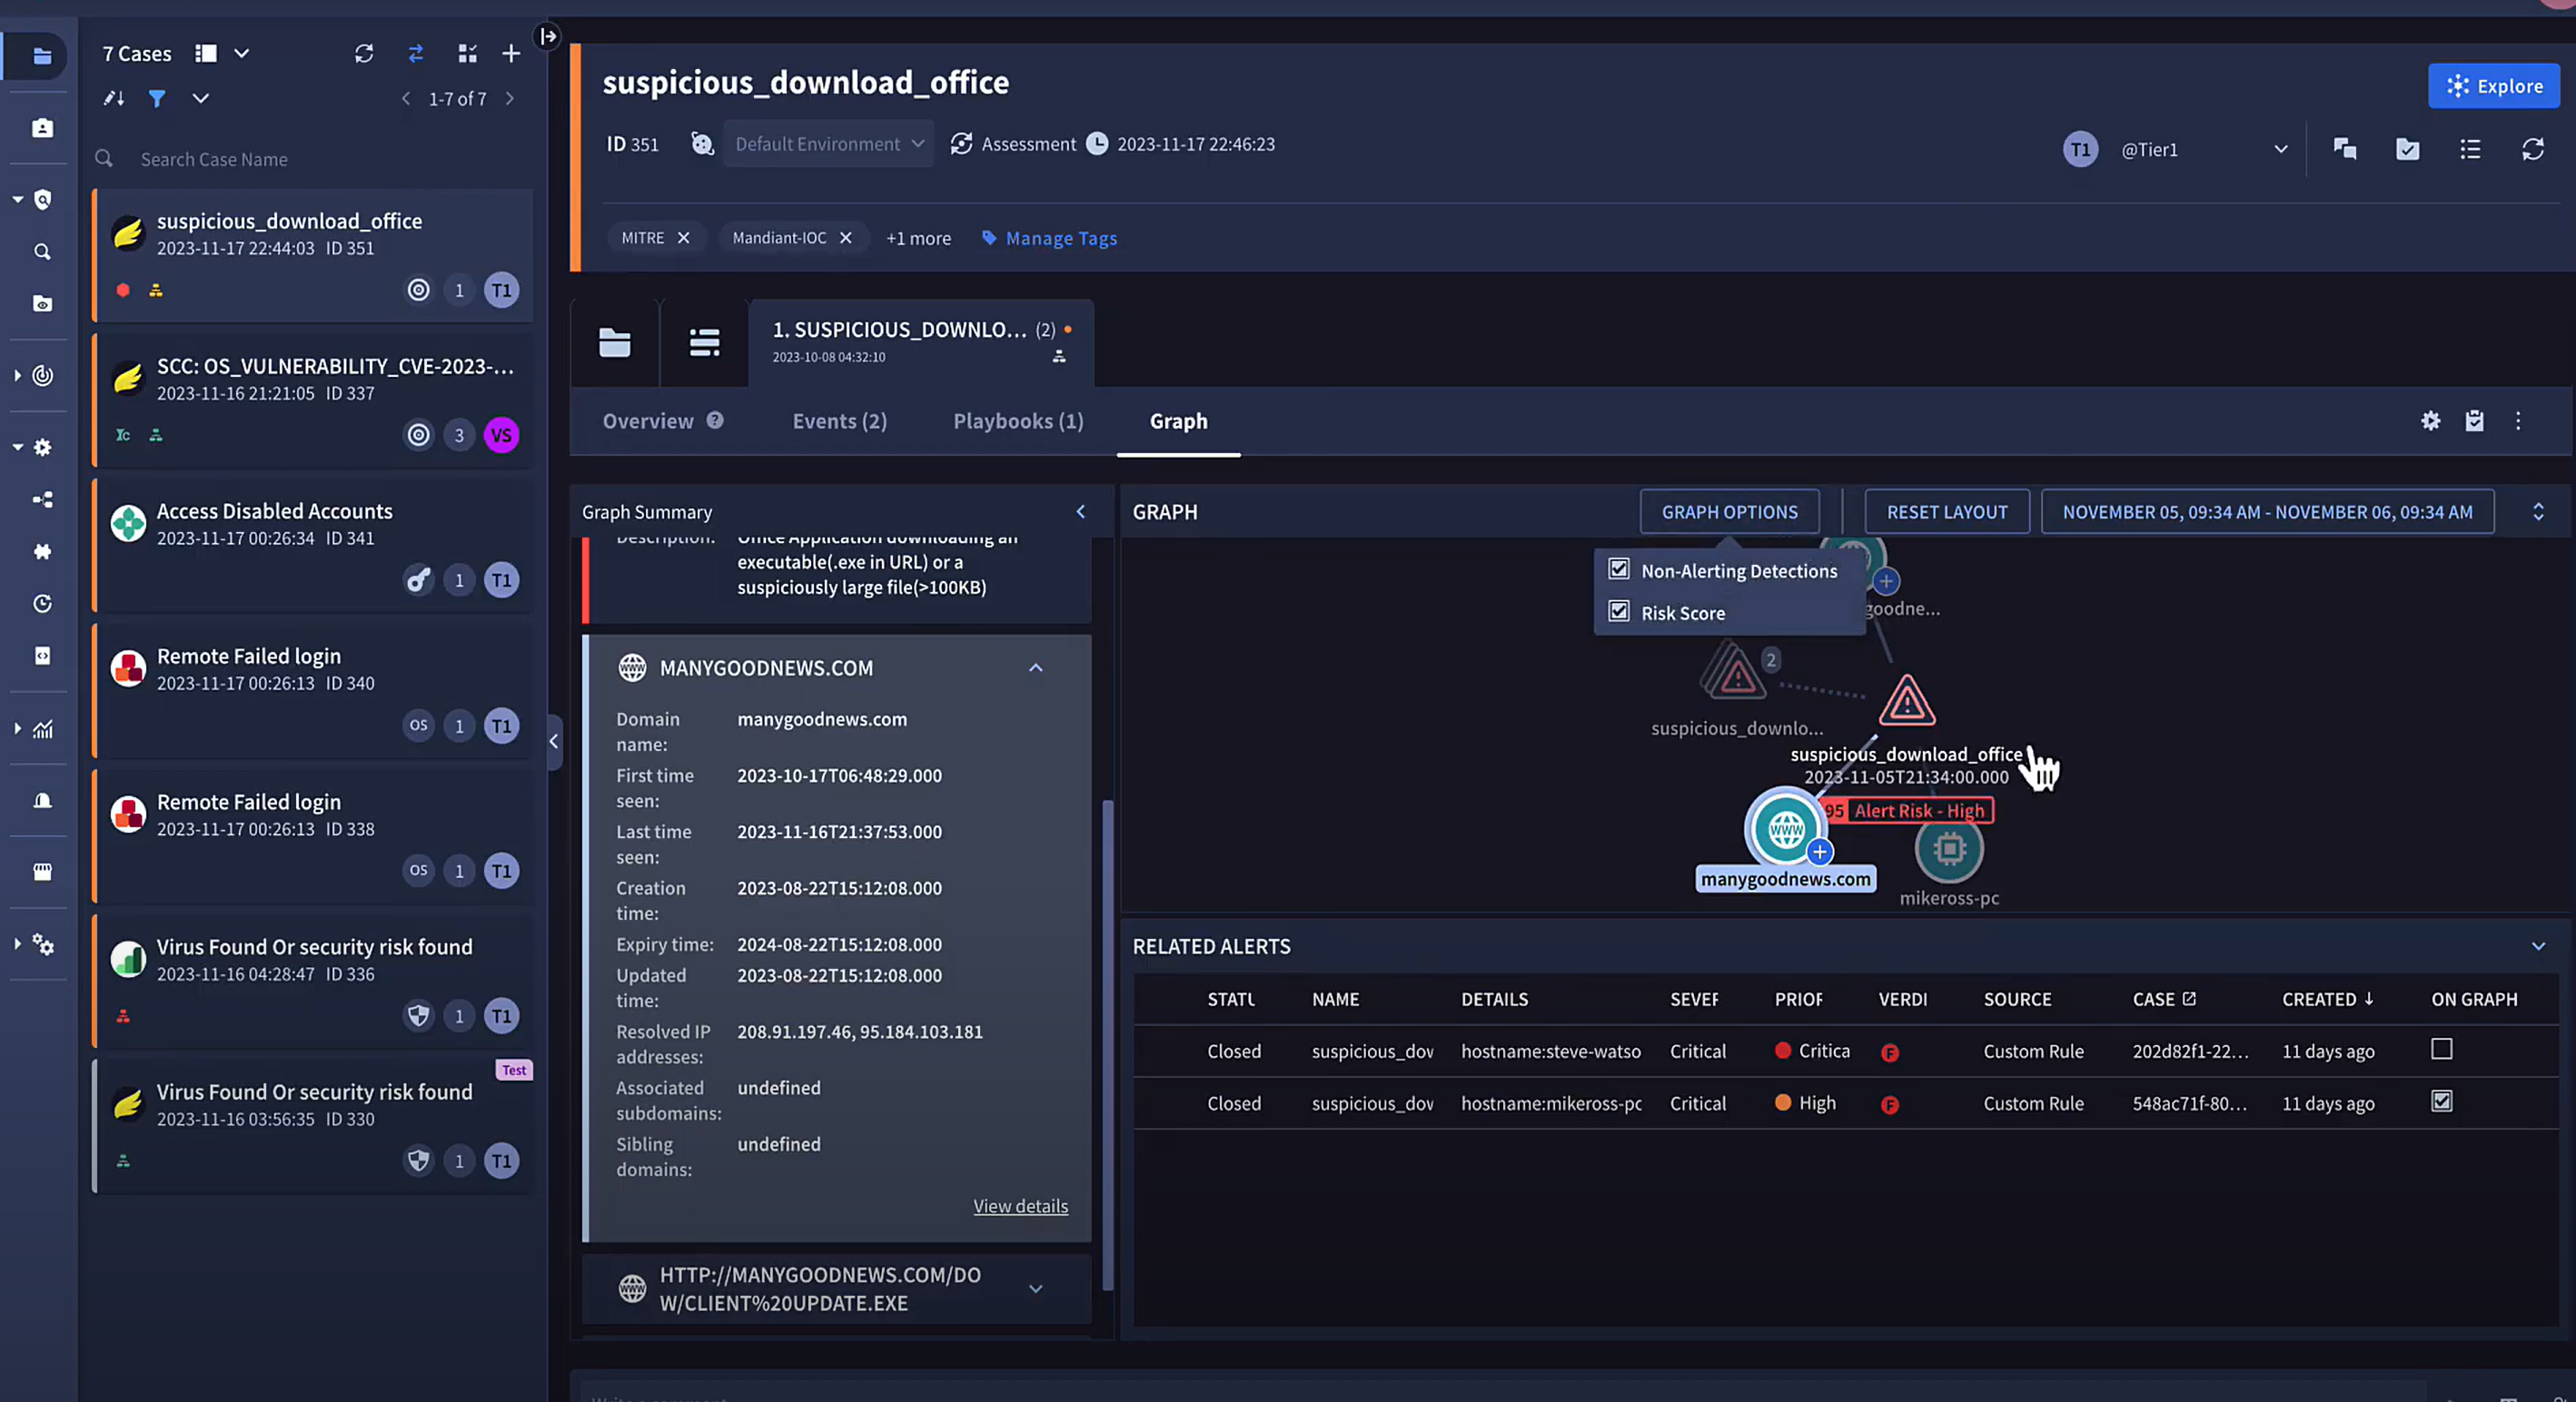 7 Cases
1-7 of 7
Search Case Name
suspicious_download_office
2023-11-17 22:44:03 ID 351
1 T1
SCC: OS_VULNERABILITY_CVE-2023-...
2023-11-16 21:21:05 ID 337
3 VS
Access Disabled Accounts
2023-11-17 00:26:34 ID 341
1 T1
Remote Failed login
2023-11-17 00:26:13 ID 340
OS 1 T1
Remote Failed login
2023-11-17 00:26:13 ID 338
OS 1 T1
Virus Found Or security risk found
2023-11-16 04:28:47 ID 336
1 T1
Test
Virus Found Or security risk found
2023-11-16 03:56:35 ID 330
1 T1
suspicious_download_office
Explore
ID 351 Default Environment Assessment 2023-11-17 22:46:23
T1 @Tier1
MITRE Mandiant-IOC +1 more Manage Tags
1. SUSPICIOUS_DOWNLO... (2)
2023-10-08 04:32:10
Overview Events (2) Playbooks (1) Graph
Graph Summary
Description: Office Application downloading an
executable(.exe in URL) or a
suspiciously large file(>100KB)
MANYGOODNEWS.COM
Domain name: manygoodnews.com
First time seen: 2023-10-17T06:48:29.000
Last time seen: 2023-11-16T21:37:53.000
Creation time: 2023-08-22T15:12:08.000
Expiry time: 2024-08-22T15:12:08.000
Updated time: 2023-08-22T15:12:08.000
Resolved IP addresses: 208.91.197.46, 95.184.103.181
Associated subdomains: undefined
Sibling domains: undefined
View details
HTTP://MANYGOODNEWS.COM/DO
W/CLIENT%20UPDATE.EXE
GRAPH
GRAPH OPTIONS RESET LAYOUT NOVEMBER 05, 09:34 AM - NOVEMBER 06, 09:34 AM
Non-Alerting Detections
Risk Score
goodne...
2
suspicious_downlo...
suspicious_download_office
2023-11-05T21:34:00.000
95 Alert Risk - High
WWW
manygoodnews.com
mikeross-pc
RELATED ALERTS
STATU NAME DETAILS SEVEF PRIOF VERDI SOURCE CASE CREATED ON GRAPH
Closed suspicious_dov hostname:steve-watso Critical Critica F Custom Rule 202d82f1-22... 11 days ago
Closed suspicious_dov hostname:mikeross-pc Critical High F Custom Rule 548ac71f-80... 11 days ago